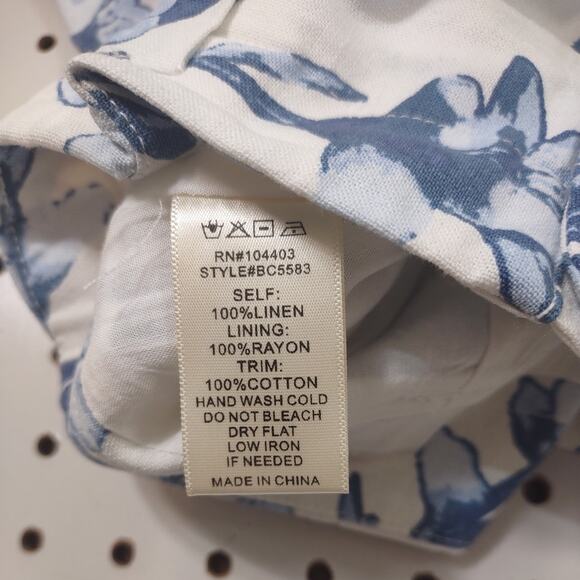 RN#104403
STYLE#BC5583
SELF:
100%LINEN
LINING:
100%RAYON
TRIM:
100%COTTON
HAND WASH COLD
DO NOT BLEACH
DRY FLAT
LOW IRON
IF NEEDED
MADE IN CHINA